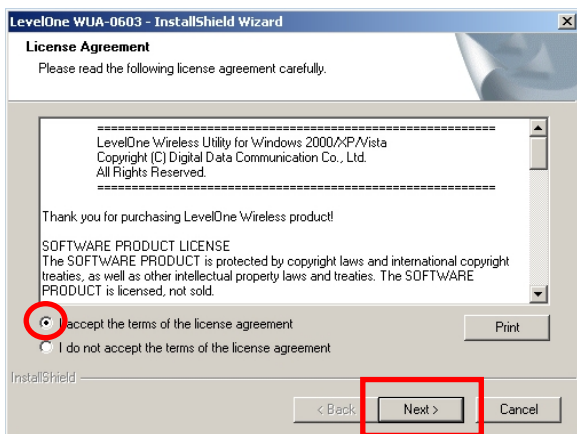 LevelOne WUA-0603 - InstallShield Wizard
License Agreement
Please read the following license agreement carefully.
============================================================
LevelOne Wireless Utility for Windows 2000/XP/Vista
Copyright (C) Digital Data Communication Co., Ltd.
All Rights Reserved.
============================================================
Thank you for purchasing LevelOne Wireless product!
SOFTWARE PRODUCT LICENSE
The SOFTWARE PRODUCT is protected by copyright laws and international copyright
treaties, as well as other intellectual property laws and treaties. The SOFTWARE
PRODUCT is licensed, not sold.
I accept the terms of the license agreement
Print
I do not accept the terms of the license agreement
InstallShield
< Back
Next >
Cancel